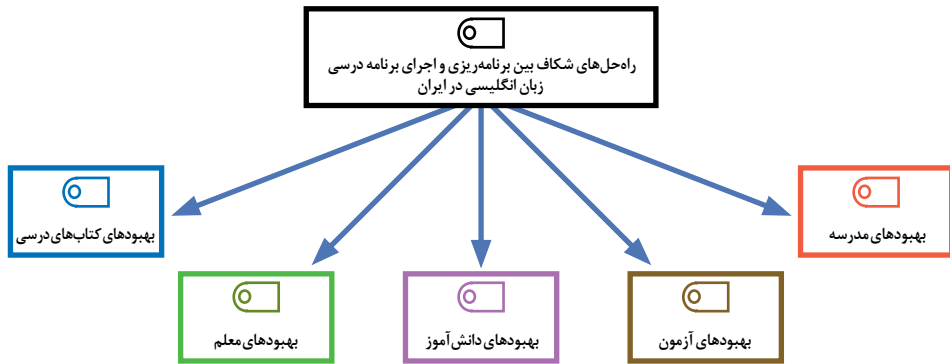 راه‌حل‌های شکاف بین برنامه‌ریزی و اجرای برنامه درسی
زبان انگلیسی در ایران
بهبودهای مدرسه
بهبودهای کتاب‌های درسی
بهبودهای آزمون
بهبودهای دانش‌آموز
بهبودهای معلم